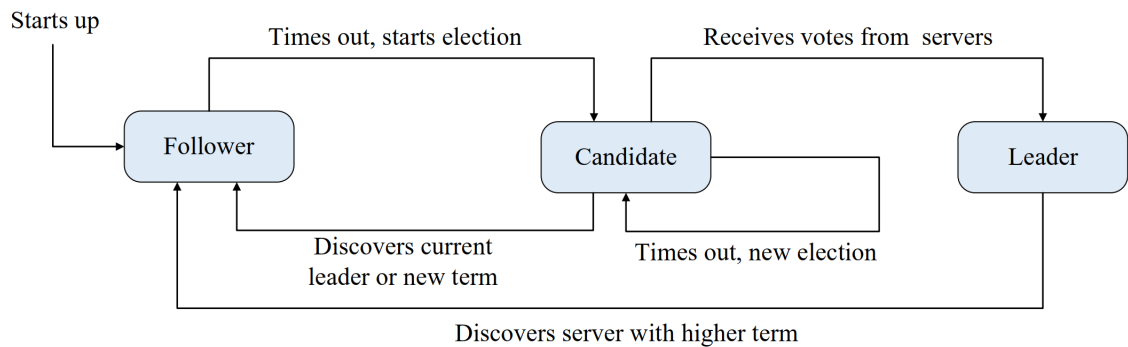 Starts up
Times out, starts election
Receives votes from servers
Follower
Candidate
Leader
Discovers current
leader or new term
Times out, new election
Discovers server with higher term